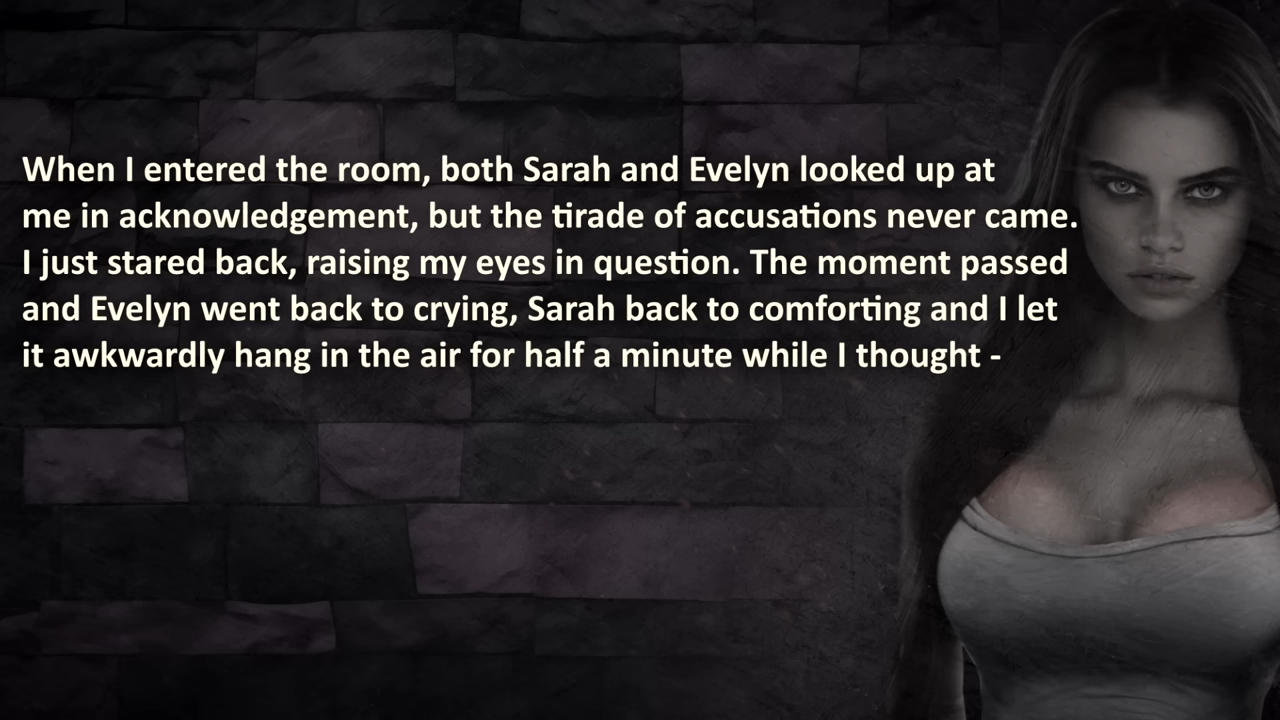 When I entered the room, both Sarah and Evelyn looked up at
me in acknowledgement, but the tirade of accusations never came.
I just stared back, raising my eyes in question. The moment passed
and Evelyn went back to crying, Sarah back to comforting and I let
it awkwardly hang in the air for half a minute while I thought -